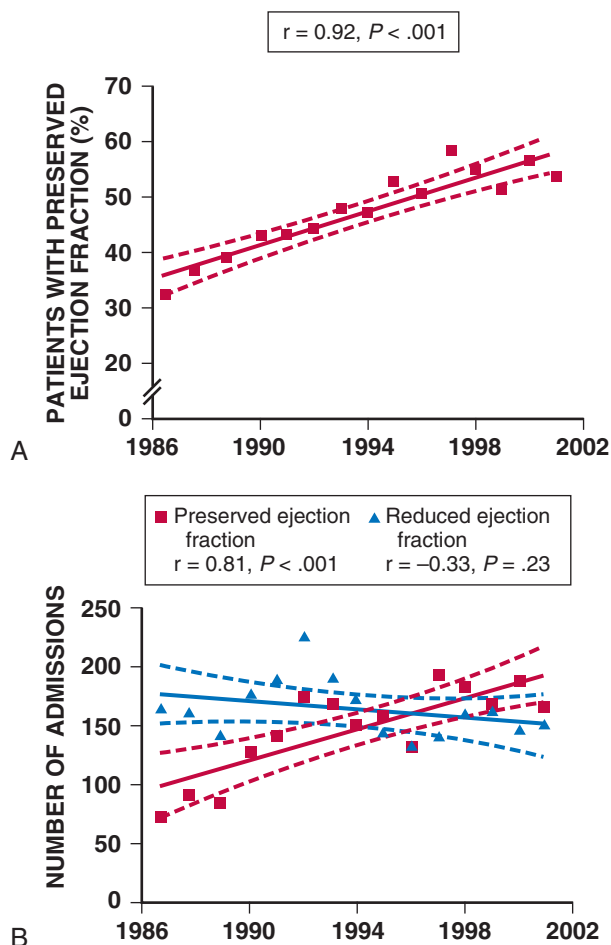 r = 0.92, P < .001
PATIENTS WITH PRESERVED
EJECTION FRACTION (%)
70
60
50
40
30
20
0
1986 1990 1994 1998 2002
A
Preserved ejection fraction
r = 0.81, P < .001
Reduced ejection fraction
r = –0.33, P = .23
NUMBER OF ADMISSIONS
250
200
150
100
50
0
1986 1990 1994 1998 2002
B